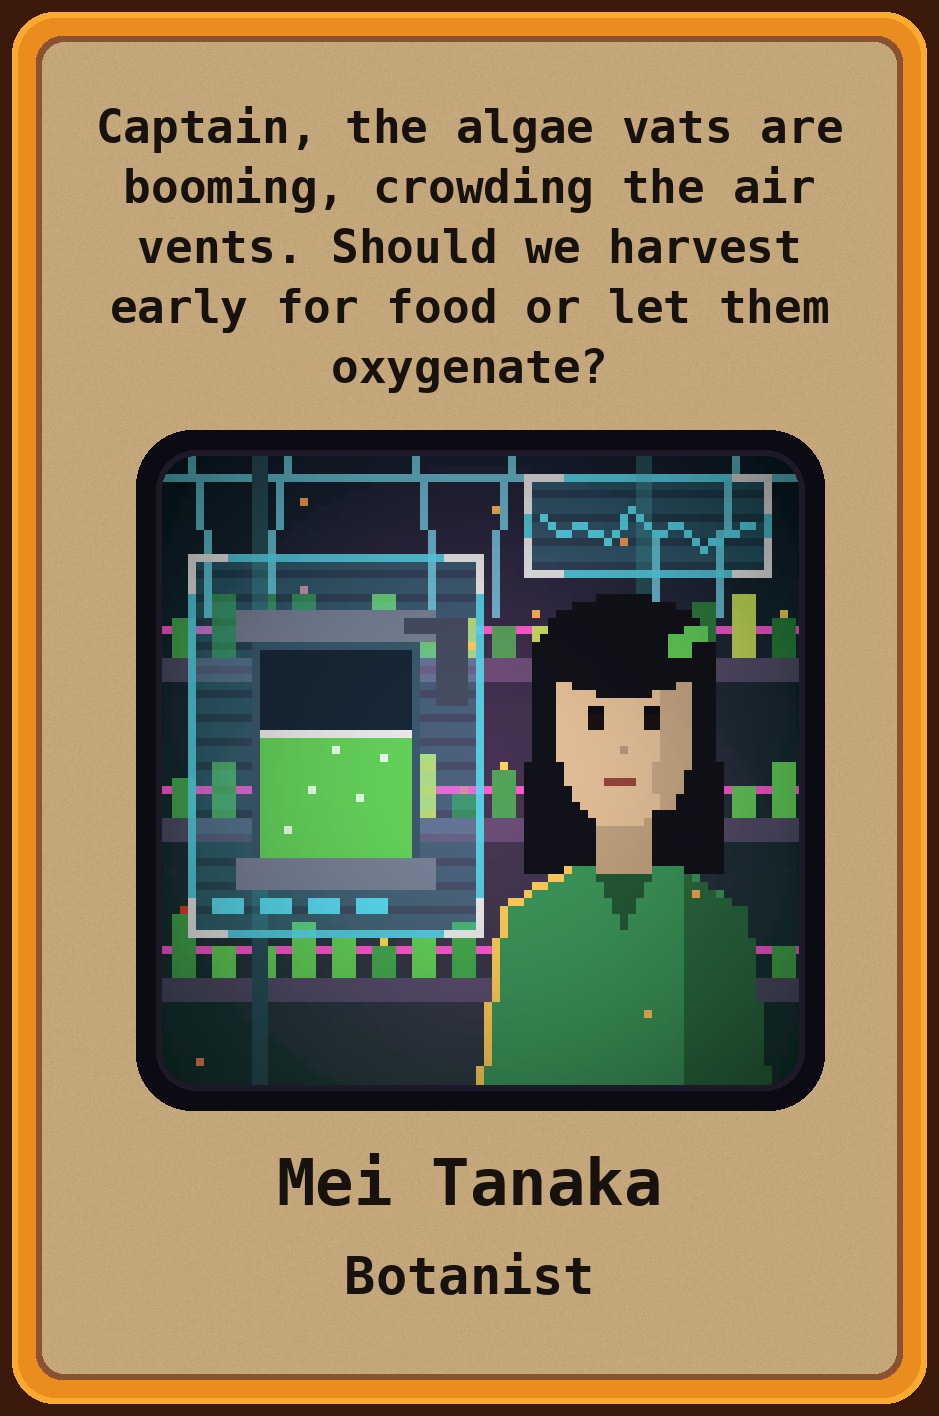 Captain, the algae vats are
booming, crowding the air
vents. Should we harvest
early for food or let them
oxygenate?
Mei Tanaka
Botanist